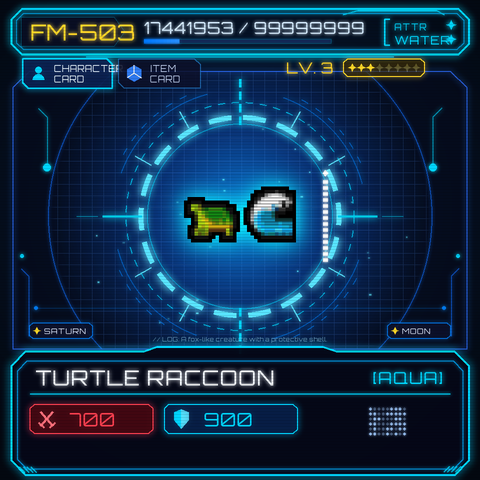 FM-503
17441953 / 99999999
ATTR
WATER
CHARACTER
CARD
ITEM
CARD
LV. 3
SATURN
MOON
// LOG: A fox-like creature with a protective shell.
TURTLE RACCOON
[AQUA]
700
900